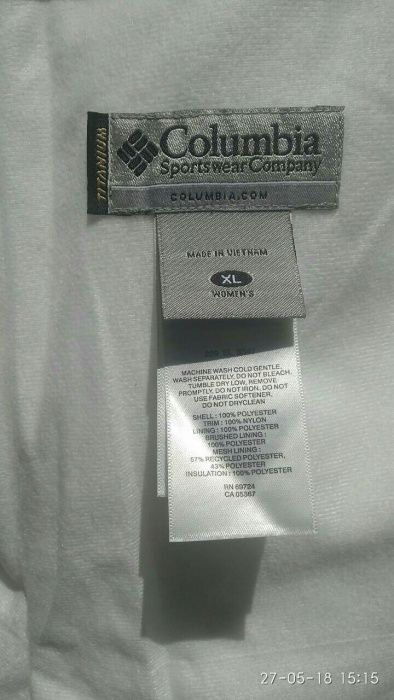 TITANIUM
Columbia
Sportswear Company
COLUMBIA.COM
MADE IN VIETNAM
XL
WOMEN'S
MACHINE WASH COLD GENTLE,
WASH SEPARATELY, DO NOT BLEACH.
TUMBLE DRY LOW, REMOVE
PROMPTLY, DO NOT IRON, DO NOT
USE FABRIC SOFTENER,
DO NOT DRYCLEAN
SHELL : 100% POLYESTER
TRIM : 100% NYLON
LINING : 100% POLYESTER
BRUSHED LINING :
100% POLYESTER
MESH LINING :
57% RECYCLED POLYESTER,
43% POLYESTER
INSULATION : 100% POLYESTER
RN 69724
CA 05367
27-05-18 15:15